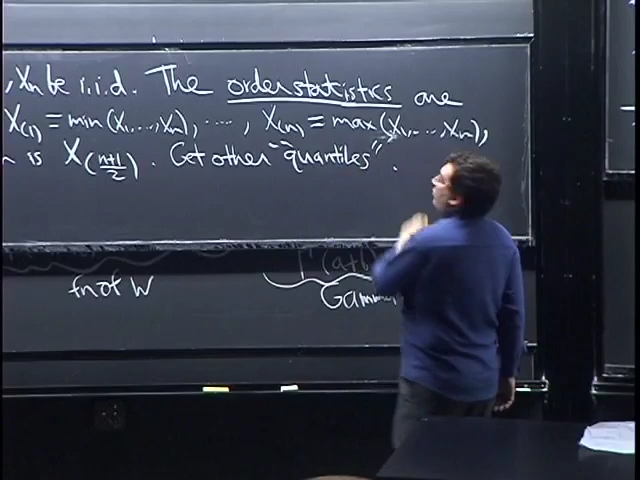 , Xn be i.i.d. The order statistics are
X(1) = min(X1,...,Xn), ...., X(n) = max(X1,...,Xn),
n is X((n+1)/2). Get other "quantiles".
Γ(a+b)
fn of W
Gamma